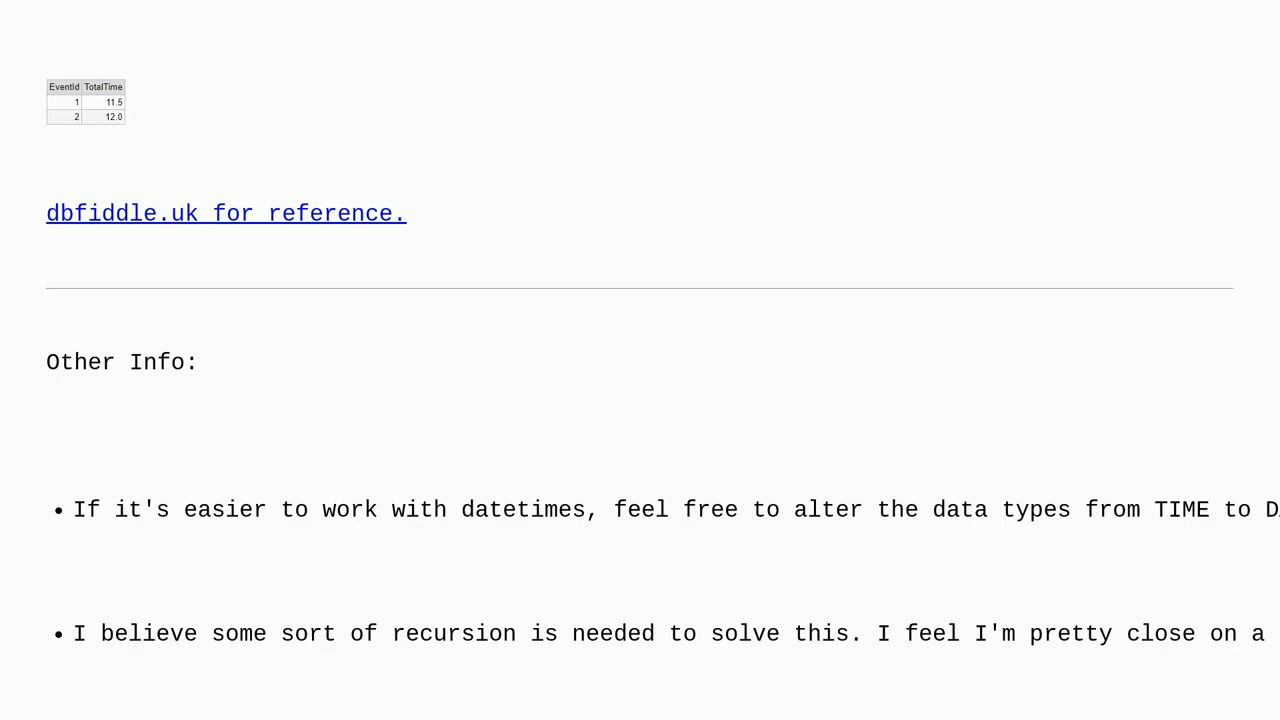 EventId TotalTime
1 11.5
2 12.0
dbfiddle.uk for reference.
Other Info:
• If it's easier to work with datetimes, feel free to alter the data types from TIME to D
• I believe some sort of recursion is needed to solve this. I feel I'm pretty close on a